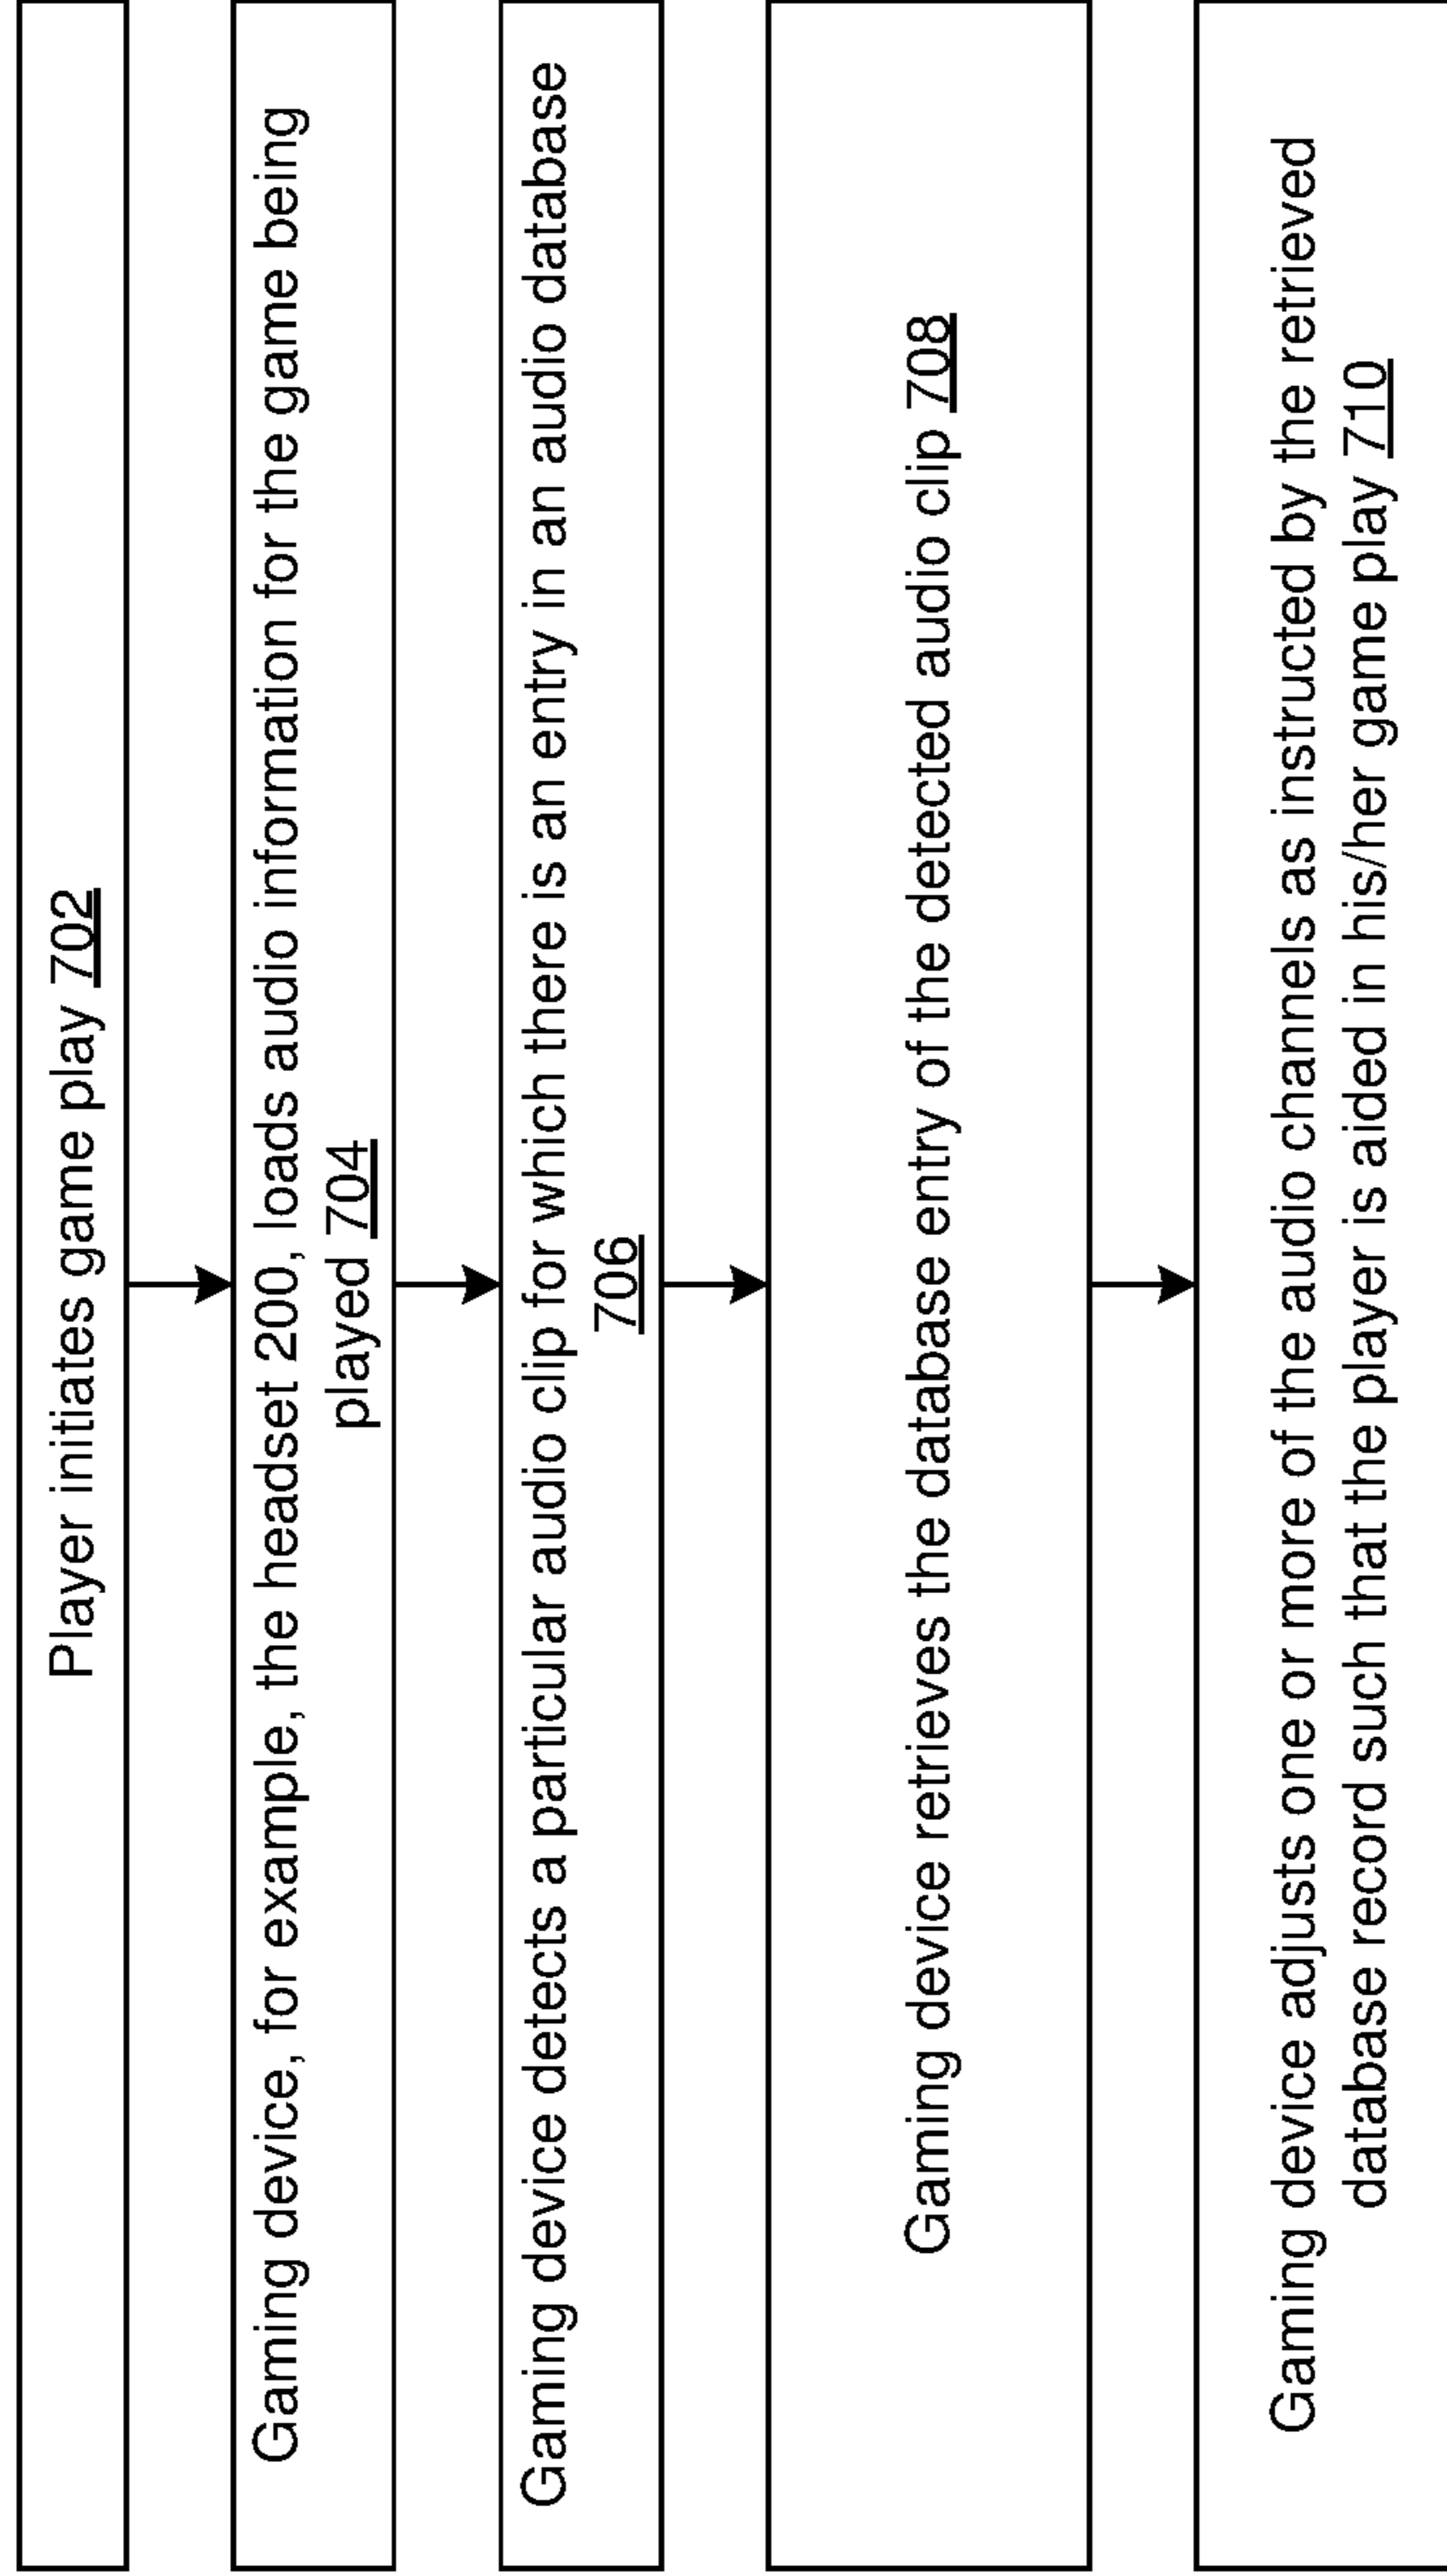 Player initiates game play 702
Gaming device, for example, the headset 200, loads audio information for the game being
played 704
Gaming device detects a particular audio clip for which there is an entry in an audio database
706
Gaming device retrieves the database entry of the detected audio clip 708
Gaming device adjusts one or more of the audio channels as instructed by the retrieved
database record such that the player is aided in his/her game play 710